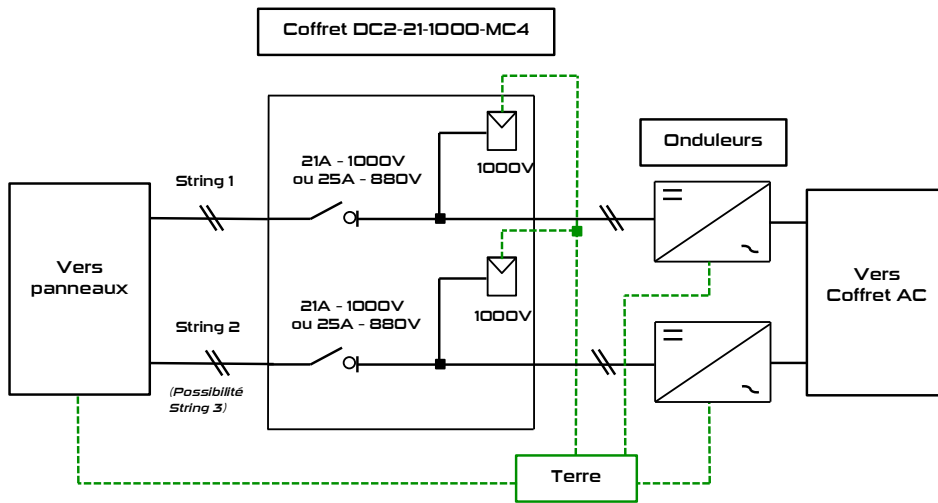 Coffret DC2-21-1000-MC4
Onduleurs
21A - 1000V
ou 25A - 880V
1000V
String 1
Vers
panneaux
Vers
Coffret AC
21A - 1000V
ou 25A - 880V
1000V
String 2
(Possibilité
String 3)
Terre